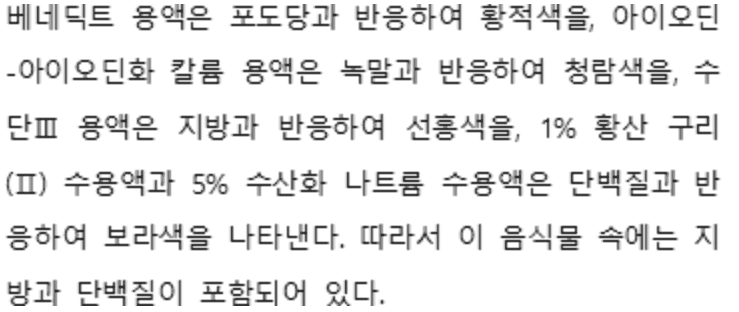 베네딕트 용액은 포도당과 반응하여 황적색을, 아이오딘
-아이오딘화 칼륨 용액은 녹말과 반응하여 청람색을, 수
단Ⅲ 용액은 지방과 반응하여 선홍색을, 1% 황산 구리
(Ⅱ) 수용액과 5% 수산화 나트륨 수용액은 단백질과 반
응하여 보라색을 나타낸다. 따라서 이 음식물 속에는 지
방과 단백질이 포함되어 있다.